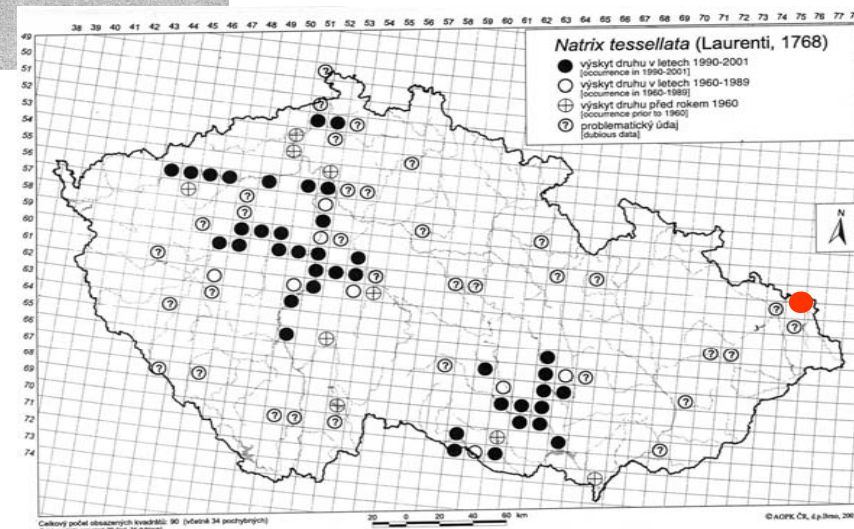 38 39 40 41 42 43 44 45 46 47 48 49 50 51 52 53 54 55 56 57 58 59 60 61 62 63 64 65 66 67 68 69 70 71 72 73 74 75 76 77
49
50
51
52
53
54
55
56
57
58
59
60
61
62
63
64
65
66
67
68
69
70
71
72
73
74
Natrix tessellata (Laurenti, 1768)
výskyt druhu v letech 1990-2001
[occurrence in 1990-2001]
výskyt druhu v letech 1960-1989
[occurrence in 1960-1989]
výskyt druhu před rokem 1960
[occurrence prior to 1960]
? problematický údaj
[dubious data]
N
Celkový počet obsazených kvadrátů: 90 (včetně 34 pochybných)
20 0 20 40 60 km
© AOPK ČR, d.p.Brno,